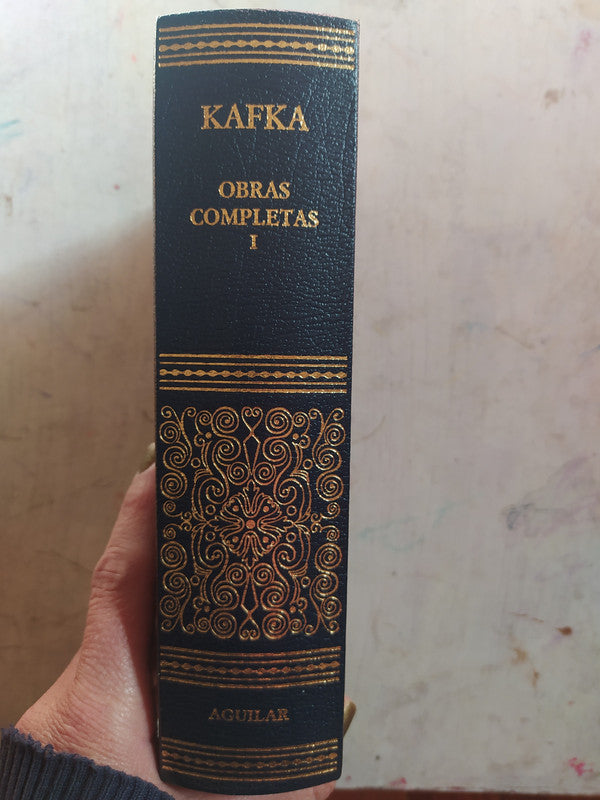 KAFKA
OBRAS
COMPLETAS
I
AGUILAR